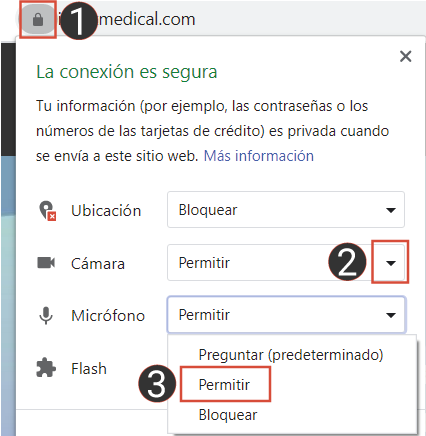 1
medical.com
La conexión es segura
Tu información (por ejemplo, las contraseñas o los
números de las tarjetas de crédito) es privada cuando
se envía a este sitio web. Más información
Ubicación Bloquear
Cámara Permitir 2
Micrófono Permitir
Flash
Preguntar (predeterminado)
3 Permitir
Bloquear